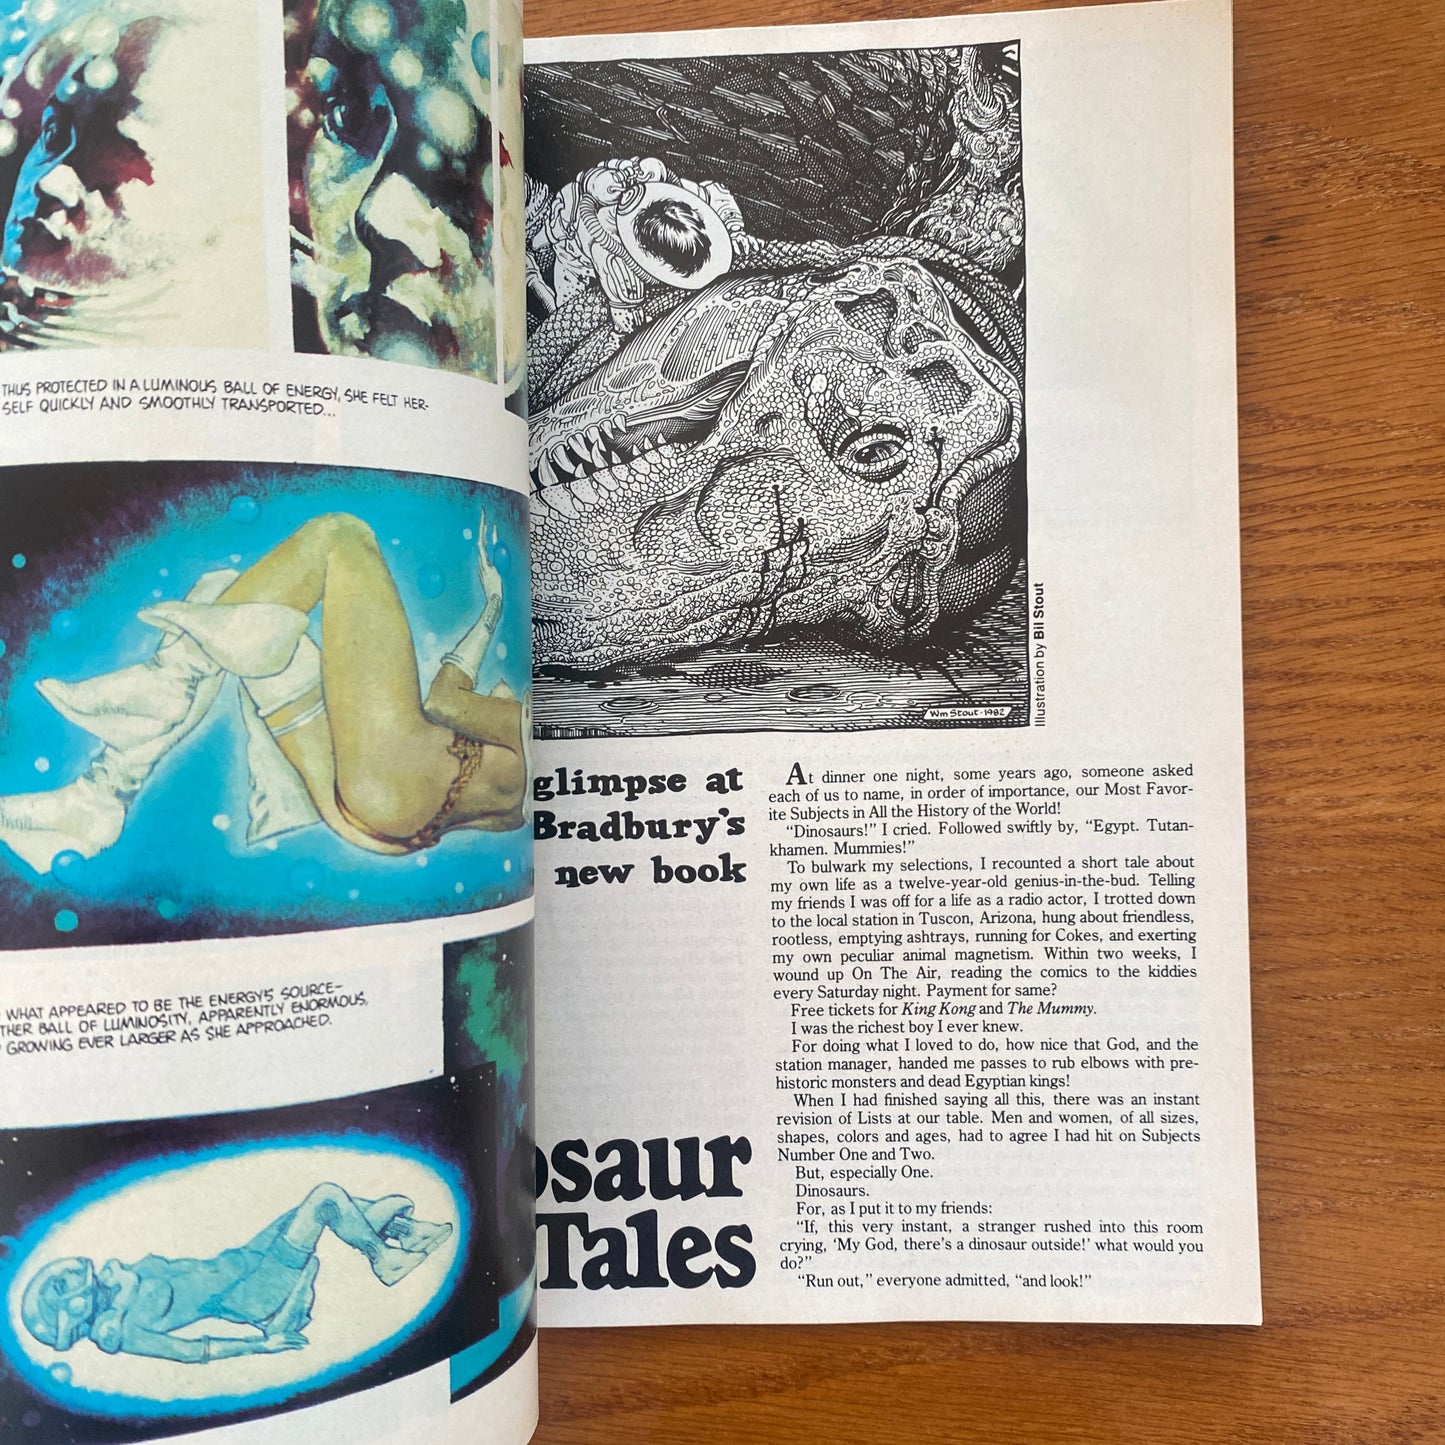 THUS PROTECTED IN A LUMINOUS BALL OF ENERGY, SHE FELT HER-
SELF QUICKLY AND SMOOTHLY TRANSPORTED...
WHAT APPEARED TO BE THE ENERGY'S SOURCE-
THER BALL OF LUMINOSITY, APPARENTLY ENORMOUS,
GROWING EVER LARGER AS SHE APPROACHED.
Wm Stout · 1982
Illustration by Bil Stout
glimpse at
Bradbury's
new book
osaur
Tales
At dinner one night, some years ago, someone asked
each of us to name, in order of importance, our Most Favor-
ite Subjects in All the History of the World!
"Dinosaurs!" I cried. Followed swiftly by, "Egypt. Tutan-
khamen. Mummies!"
To bulwark my selections, I recounted a short tale about
my own life as a twelve-year-old genius-in-the-bud. Telling
my friends I was off for a life as a radio actor, I trotted down
to the local station in Tuscon, Arizona, hung about friendless,
rootless, emptying ashtrays, running for Cokes, and exerting
my own peculiar animal magnetism. Within two weeks, I
wound up On The Air, reading the comics to the kiddies
every Saturday night. Payment for same?
Free tickets for King Kong and The Mummy.
I was the richest boy I ever knew.
For doing what I loved to do, how nice that God, and the
station manager, handed me passes to rub elbows with pre-
historic monsters and dead Egyptian kings!
When I had finished saying all this, there was an instant
revision of Lists at our table. Men and women, of all sizes,
shapes, colors and ages, had to agree I had hit on Subjects
Number One and Two.
But, especially One.
Dinosaurs.
For, as I put it to my friends:
"If, this very instant, a stranger rushed into this room
crying, 'My God, there's a dinosaur outside!' what would you
do?"
"Run out," everyone admitted, "and look!"